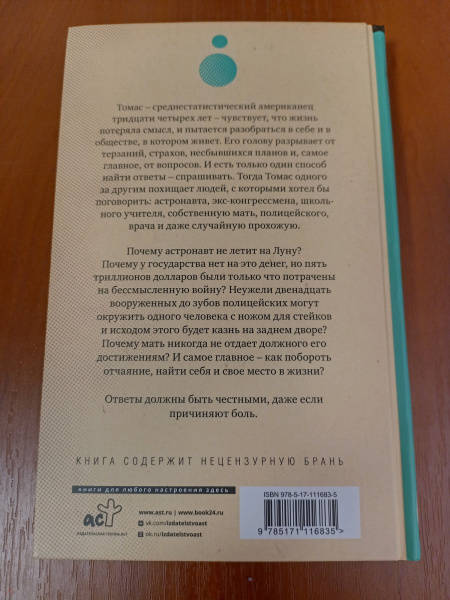 Томас – среднестатистический американец
тридцати четырех лет – чувствует, что жизнь
потеряла смысл, и пытается разобраться в себе и в
обществе, в котором живет. Его голову разрывает от
терзаний, страхов, несбывшихся планов и, самое
главное, от вопросов. И есть только один способ
найти ответы – спрашивать. Тогда Томас одного
за другим похищает людей, с которыми хотел бы
поговорить: астронавта, экс-конгрессмена, школь-
ного учителя, собственную мать, полицейского,
врача и даже случайную прохожую.
Почему астронавт не летит на Луну?
Почему у государства нет на это денег, но пять
триллионов долларов были только что потрачены
на бессмысленную войну? Неужели двенадцать
вооруженных до зубов полицейских могут
окружить одного человека с ножом для стейков
и исходом этого будет казнь на заднем дворе?
Почему мать никогда не отдает должного его
достижениям? И самое главное – как побороть
отчаяние, найти себя и свое место в жизни?
Ответы должны быть честными, даже если
причиняют боль.
КНИГА СОДЕРЖИТ НЕЦЕНЗУРНУЮ БРАНЬ
книги для любого настроения здесь
аст
ИЗДАТЕЛЬСКАЯ ГРУППА АСТ
www.ast.ru | www.book24.ru
vk.com/izdatelstvoast
ok.ru/izdatelstvoast
ISBN 978-5-17-111683-5
9 785171 116835 >